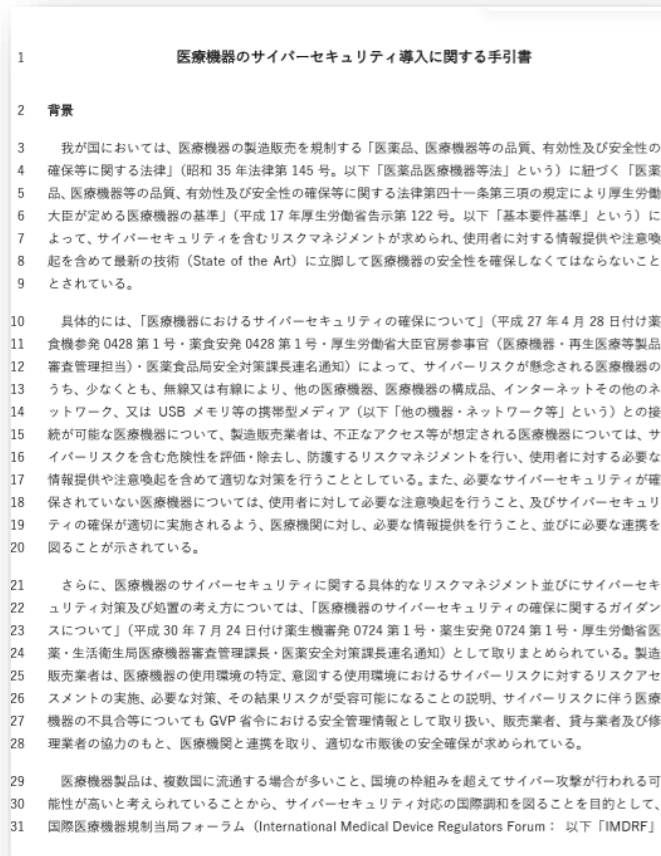 1 医療機器のサイバーセキュリティ導入に関する手引書
2 背景
3 我が国においては、医療機器の製造販売を規制する「医薬品、医療機器等の品質、有効性及び安全性の
4 確保等に関する法律」（昭和 35 年法律第 145 号。以下「医薬品医療機器等法」という）に紐づく「医薬
5 品、医療機器等の品質、有効性及び安全性の確保等に関する法律第四十一条第三項の規定により厚生労働
6 大臣が定める医療機器の基準」（平成 17 年厚生労働省告示第 122 号。以下「基本要件基準」という）に
7 よって、サイバーセキュリティを含むリスクマネジメントが求められ、使用者に対する情報提供や注意喚
8 起を含めて最新の技術（State of the Art）に立脚して医療機器の安全性を確保しなくてはならないこと
9 とされている。
10 具体的には、「医療機器におけるサイバーセキュリティの確保について」（平成 27 年 4 月 28 日付け薬
11 食機参発 0428 第 1 号・薬食安発 0428 第 1 号・厚生労働省大臣官房参事官（医療機器・再生医療等製品
12 審査管理担当）・医薬食品局安全対策課長連名通知）によって、サイバーリスクが懸念される医療機器の
13 うち、少なくとも、無線又は有線により、他の医療機器、医療機器の構成品、インターネットその他のネ
14 ットワーク、又は USB メモリ等の携帯型メディア（以下「他の機器・ネットワーク等」という）との接
15 続が可能な医療機器について、製造販売業者は、不正なアクセス等が想定される医療機器については、サ
16 イバーリスクを含む危険性を評価・除去し、防護するリスクマネジメントを行い、使用者に対する必要な
17 情報提供や注意喚起を含めて適切な対策を行うこととしている。また、必要なサイバーセキュリティが確
18 保されていない医療機器については、使用者に対して必要な注意喚起を行うこと、及びサイバーセキュリ
19 ティの確保が適切に実施されるよう、医療機関に対し、必要な情報提供を行うこと、並びに必要な連携を
20 図ることが示されている。
21 さらに、医療機器のサイバーセキュリティに関する具体的なリスクマネジメント並びにサイバーセキ
22 ュリティ対策及び処置の考え方については、「医療機器のサイバーセキュリティの確保に関するガイダン
23 スについて」（平成 30 年 7 月 24 日付け薬生機審発 0724 第 1 号・薬生安発 0724 第 1 号・厚生労働省医
24 薬・生活衛生局医療機器審査管理課長・医薬安全対策課長連名通知）として取りまとめられている。製造
25 販売業者は、医療機器の使用環境の特定、意図する使用環境におけるサイバーリスクに対するリスクアセ
26 スメントの実施、必要な対策、その結果リスクが受容可能になることの説明、サイバーリスクに伴う医療
27 機器の不具合等についても GVP 省令における安全管理情報として取り扱い、販売業者、貸与業者及び修
28 理業者の協力のもと、医療機関と連携を取り、適切な市販後の安全確保が求められている。
29 医療機器製品は、複数国に流通する場合が多いこと、国境の枠組みを超えてサイバー攻撃が行われる可
30 能性が高いと考えられていることから、サイバーセキュリティ対応の国際調和を図ることを目的として、
31 国際医療機器規制当局フォーラム（International Medical Device Regulators Forum： 以下「IMDRF」